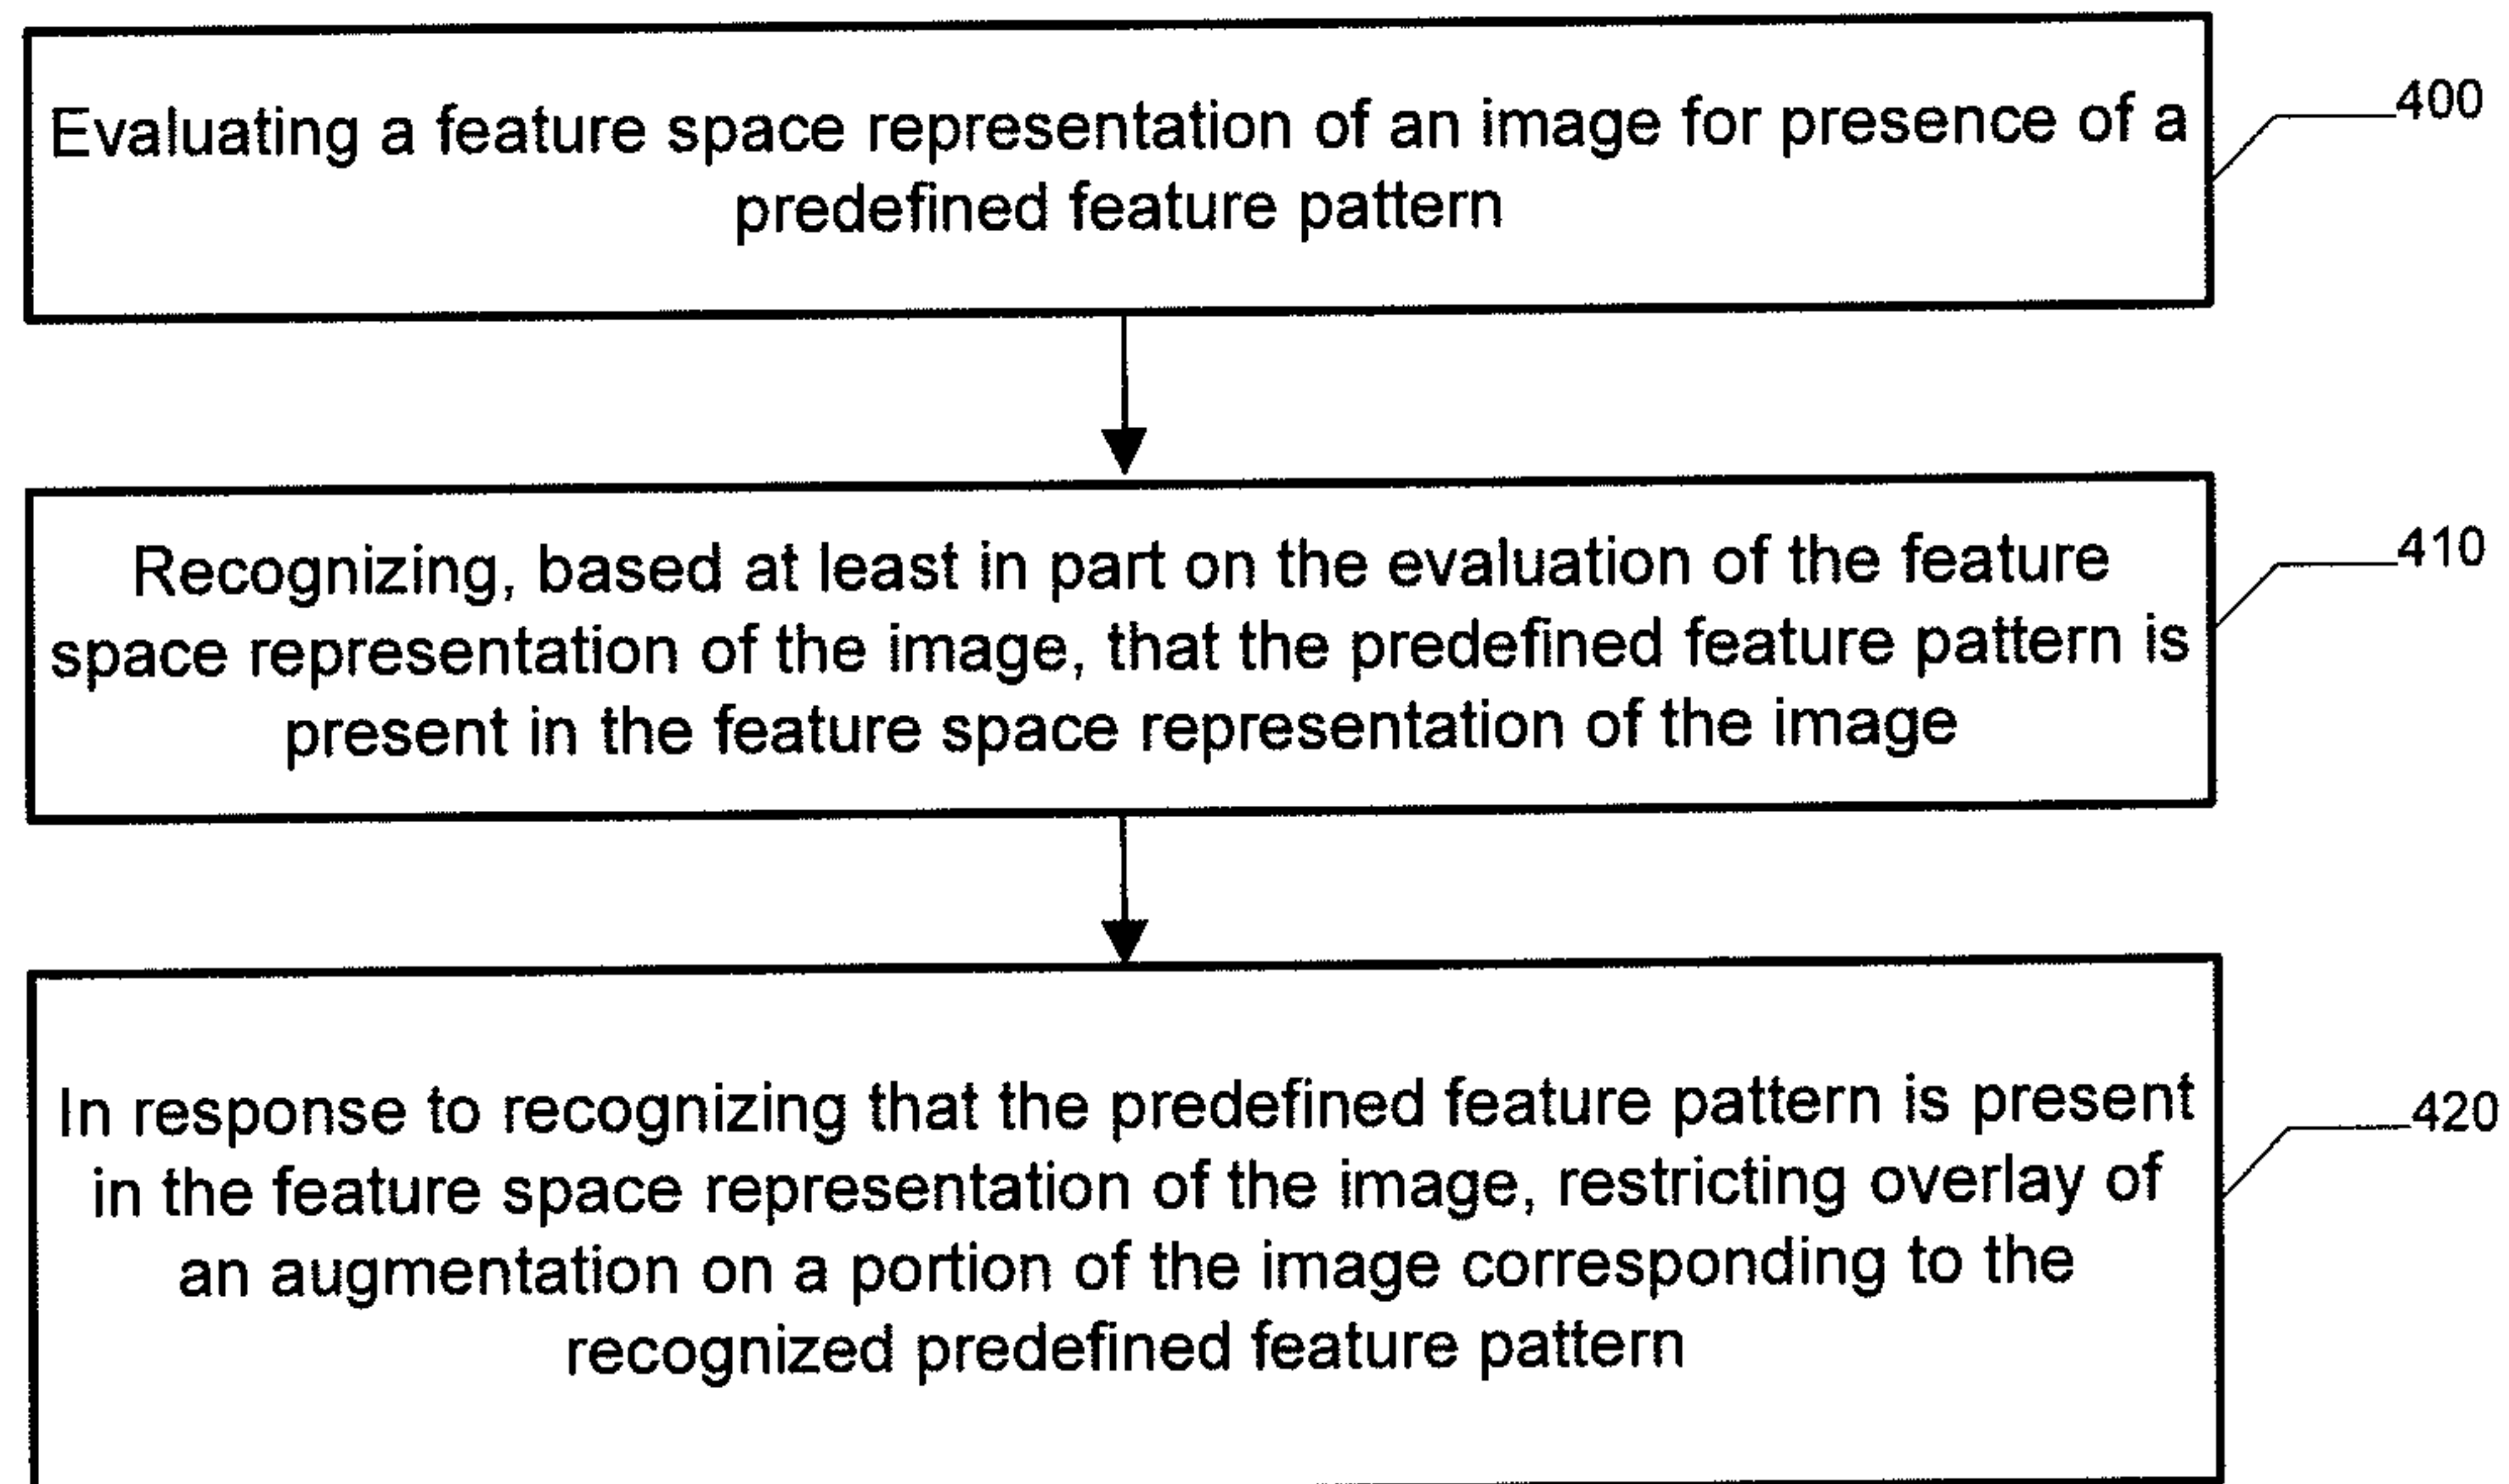 Evaluating a feature space representation of an image for presence of a
predefined feature pattern
400
Recognizing, based at least in part on the evaluation of the feature
space representation of the image, that the predefined feature pattern is
present in the feature space representation of the image
410
In response to recognizing that the predefined feature pattern is present
in the feature space representation of the image, restricting overlay of
an augmentation on a portion of the image corresponding to the
recognized predefined feature pattern
420